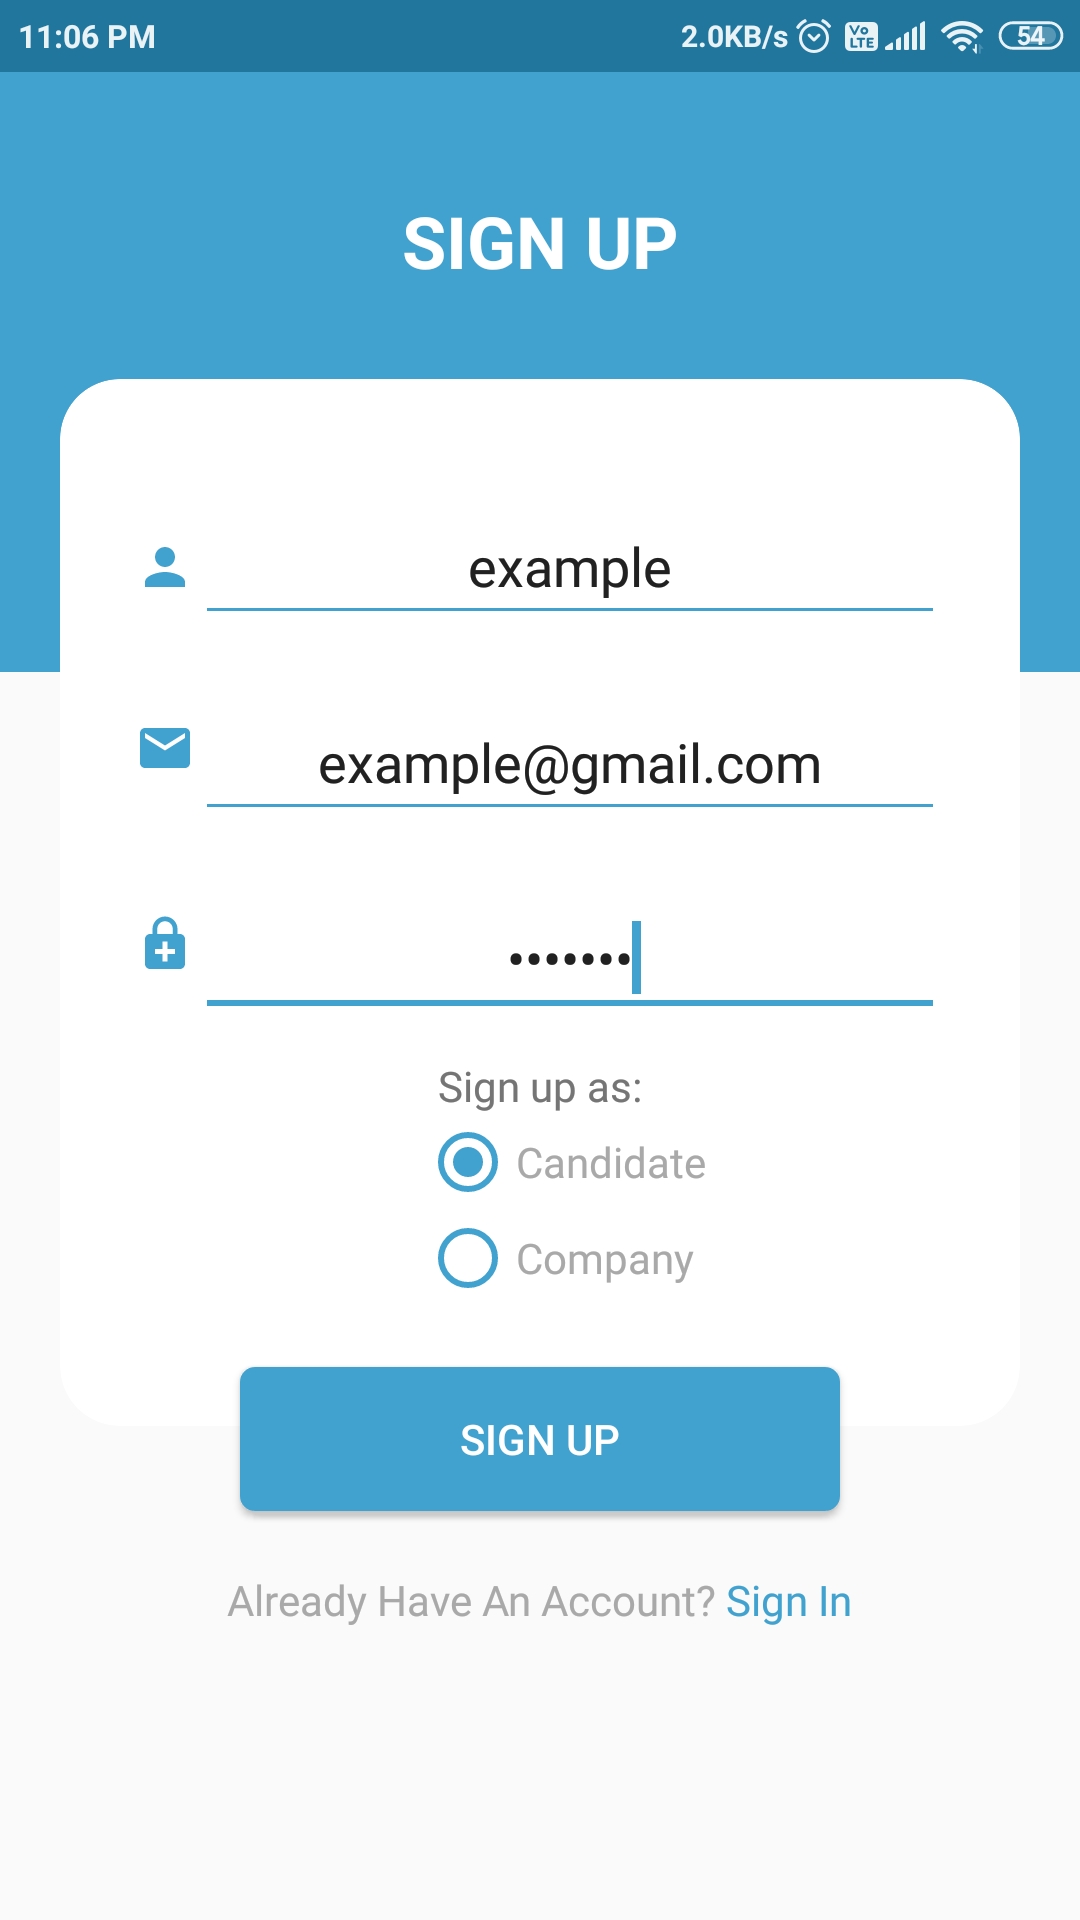 11:06 PM 2.0KB/s Vo LTE 54
SIGN UP
example
example@gmail.com
•••••••
Sign up as:
Candidate
Company
SIGN UP
Already Have An Account? Sign In